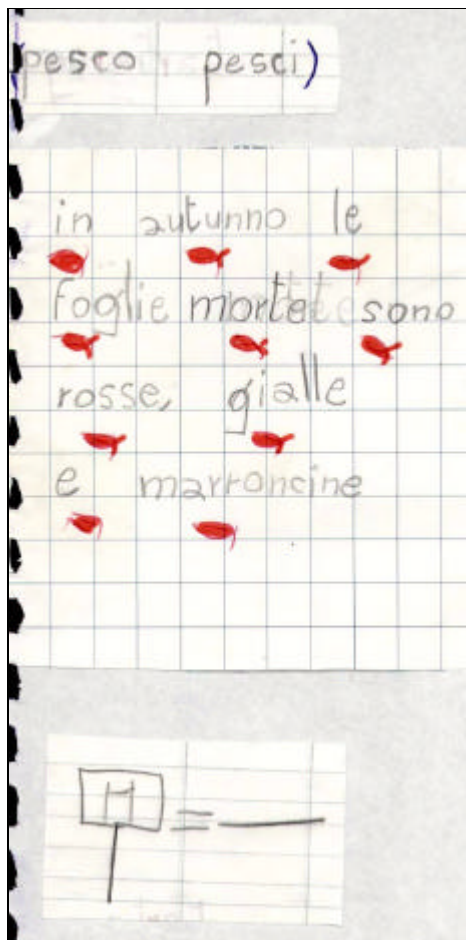 (pesco pesci)
in autunno le
foglie morte sono
rosse, gialle
e marroncine
H =